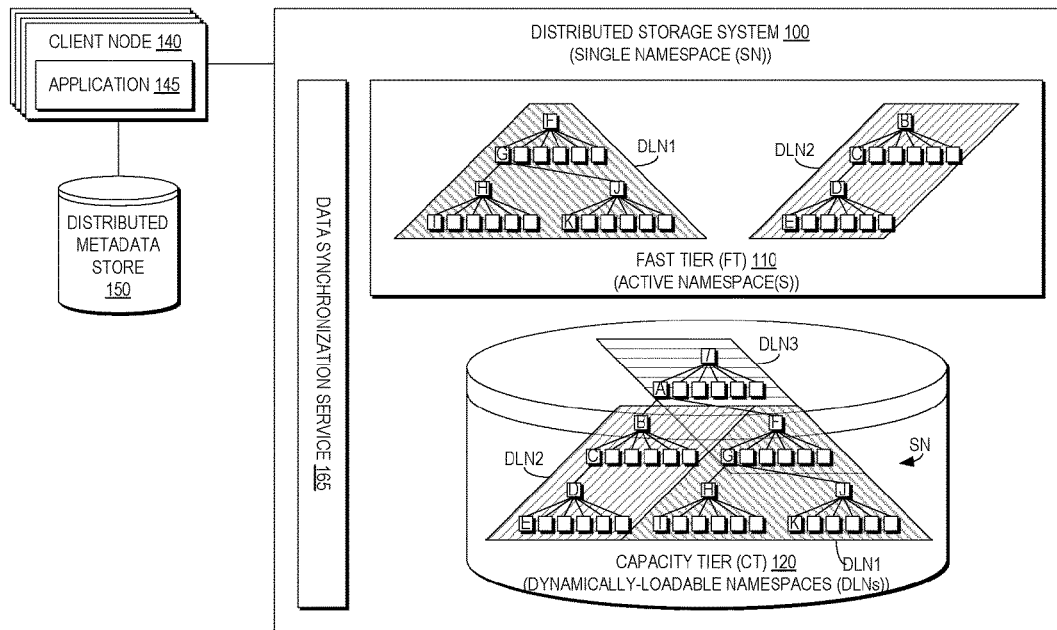 CLIENT NODE 140
APPLICATION 145
DISTRIBUTED METADATA STORE 150
DISTRIBUTED STORAGE SYSTEM 100
(SINGLE NAMESPACE (SN))
DATA SYNCHRONIZATION SERVICE 165
F
G
H
J
I
K
DLN1
B
C
D
E
DLN2
FAST TIER (FT) 110
(ACTIVE NAMESPACE(S))
/
A
DLN3
B
F
C
G
SN
DLN2
D
H
J
E
I
K
DLN1
CAPACITY TIER (CT) 120
(DYNAMICALLY-LOADABLE NAMESPACES (DLNs))